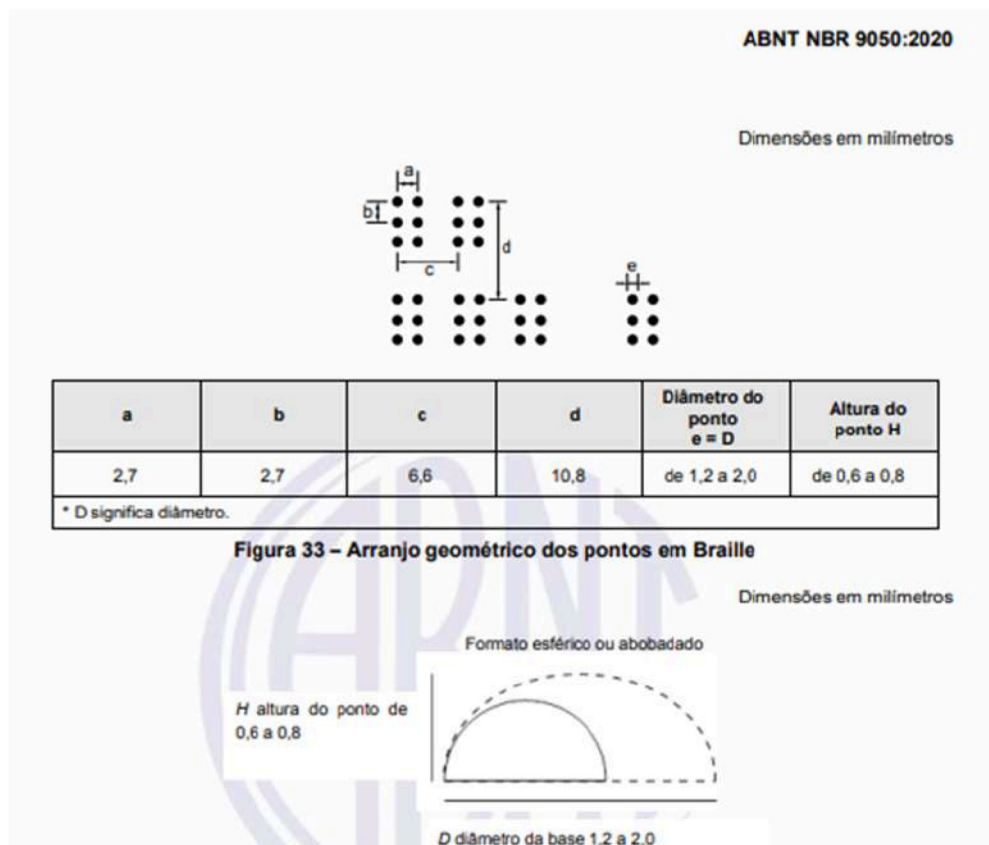 ABNT NBR 9050:2020
Dimensões em milímetros
a
b
c
d
e
a b c d Diâmetro do ponto e = D Altura do ponto H
2,7 2,7 6,6 10,8 de 1,2 a 2,0 de 0,6 a 0,8
* D significa diâmetro.
Figura 33 – Arranjo geométrico dos pontos em Braille
Dimensões em milímetros
Formato esférico ou abobadado
H altura do ponto de
0,6 a 0,8
D diâmetro da base 1,2 a 2,0
ABNT